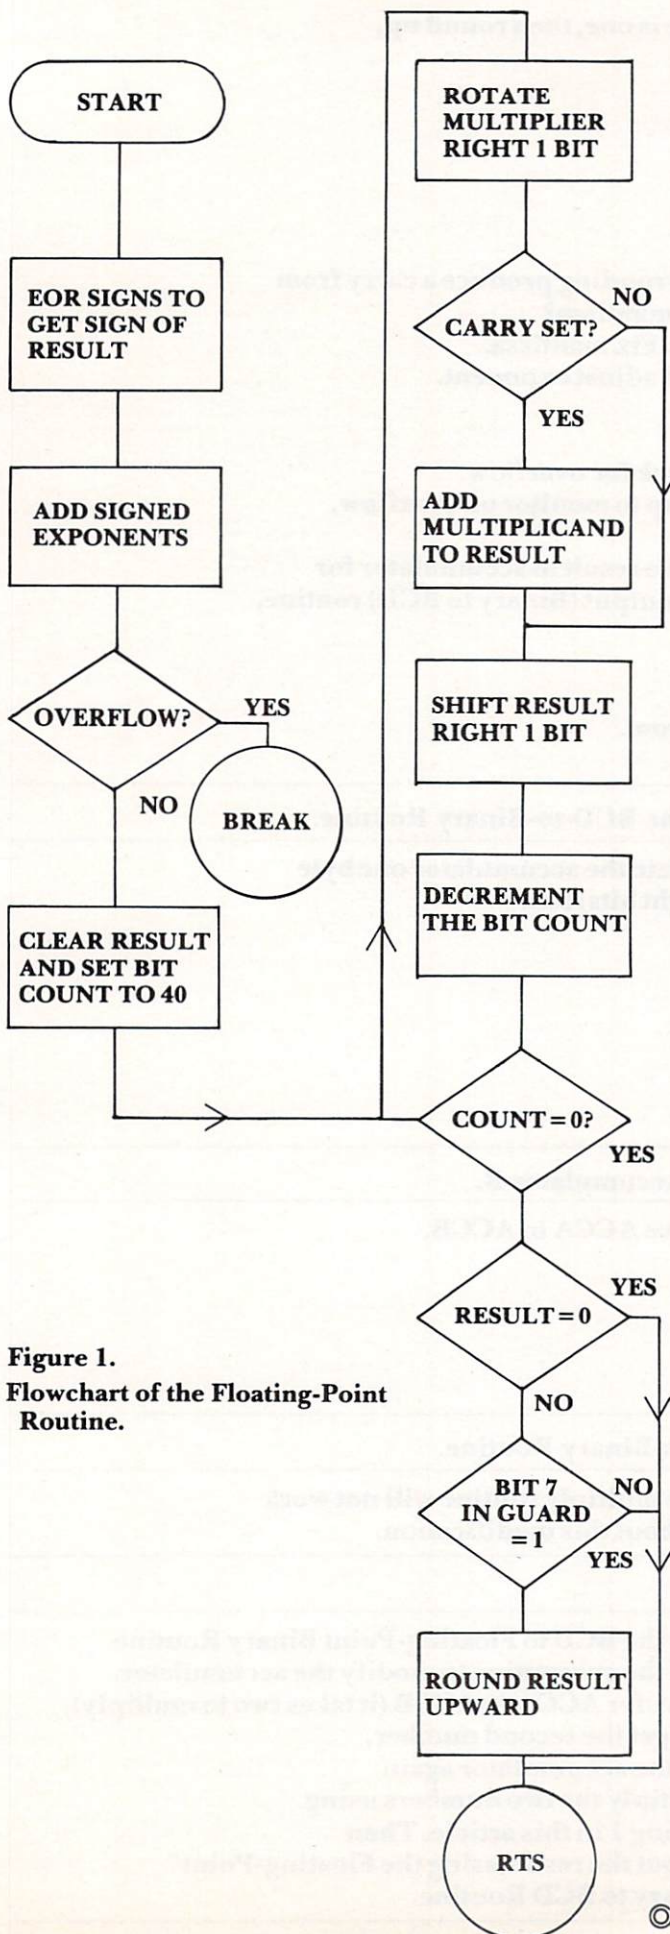 START
EOR SIGNS TO
GET SIGN OF
RESULT
ADD SIGNED
EXPONENTS
OVERFLOW?
YES
NO
BREAK
CLEAR RESULT
AND SET BIT
COUNT TO 40
ROTATE
MULTIPLIER
RIGHT 1 BIT
CARRY SET?
NO
YES
ADD
MULTIPLICAND
TO RESULT
SHIFT RESULT
RIGHT 1 BIT
DECREMENT
THE BIT COUNT
COUNT = 0?
YES
RESULT = 0
YES
NO
BIT 7
IN GUARD
= 1
NO
YES
ROUND RESULT
UPWARD
RTS
Figure 1.
Flowchart of the Floating-Point
Routine.
©